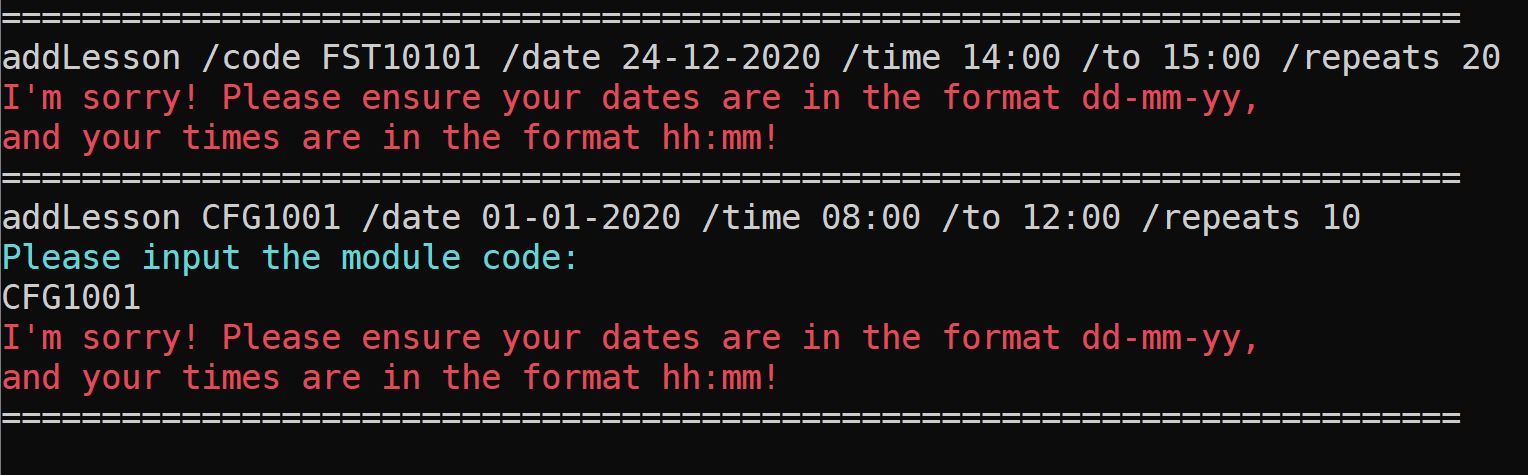 =========================================================================
addLesson /code FST10101 /date 24-12-2020 /time 14:00 /to 15:00 /repeats 20
I'm sorry! Please ensure your dates are in the format dd-mm-yy,
and your times are in the format hh:mm!
=========================================================================
addLesson CFG1001 /date 01-01-2020 /time 08:00 /to 12:00 /repeats 10
Please input the module code:
CFG1001
I'm sorry! Please ensure your dates are in the format dd-mm-yy,
and your times are in the format hh:mm!
=========================================================================